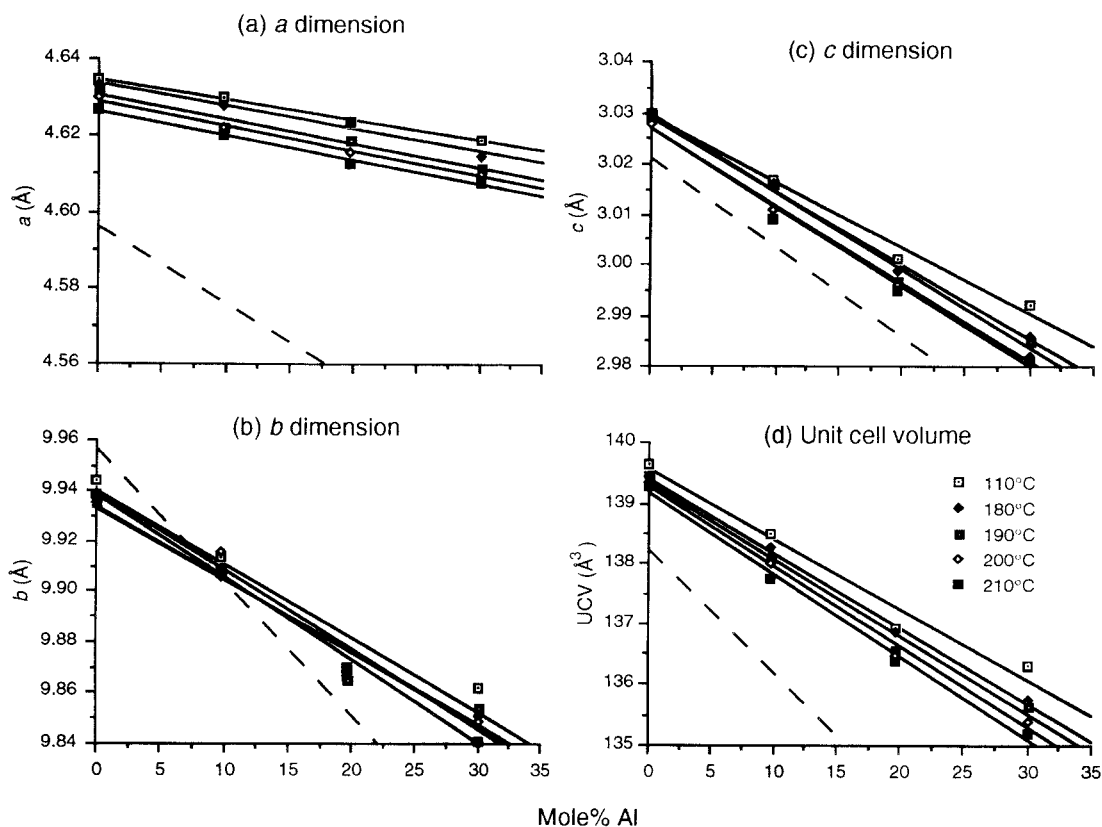 (a) a dimension
4.64
4.62
4.60
4.58
4.56
a (Å)
(c) c dimension
3.04
3.03
3.02
3.01
3.00
2.99
2.98
c (Å)
(b) b dimension
9.96
9.94
9.92
9.90
9.88
9.86
9.84
b (Å)
0 5 10 15 20 25 30 35
(d) Unit cell volume
140
139
138
137
136
135
UCV (Å³)
110°C
180°C
190°C
200°C
210°C
0 5 10 15 20 25 30 35
Mole% Al